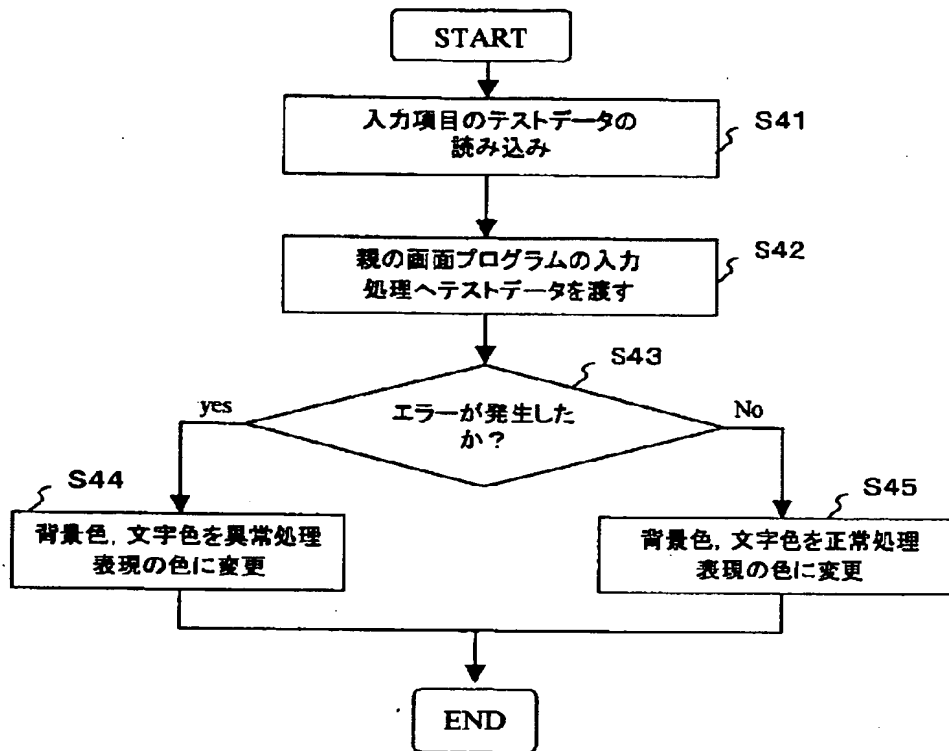 START
入力項目のテストデータの
読み込み
S41
親の画面プログラムの入力
処理へテストデータを渡す
S42
エラーが発生した
か？
S43
yes
No
背景色，文字色を異常処理
表現の色に変更
S44
背景色，文字色を正常処理
表現の色に変更
S45
END